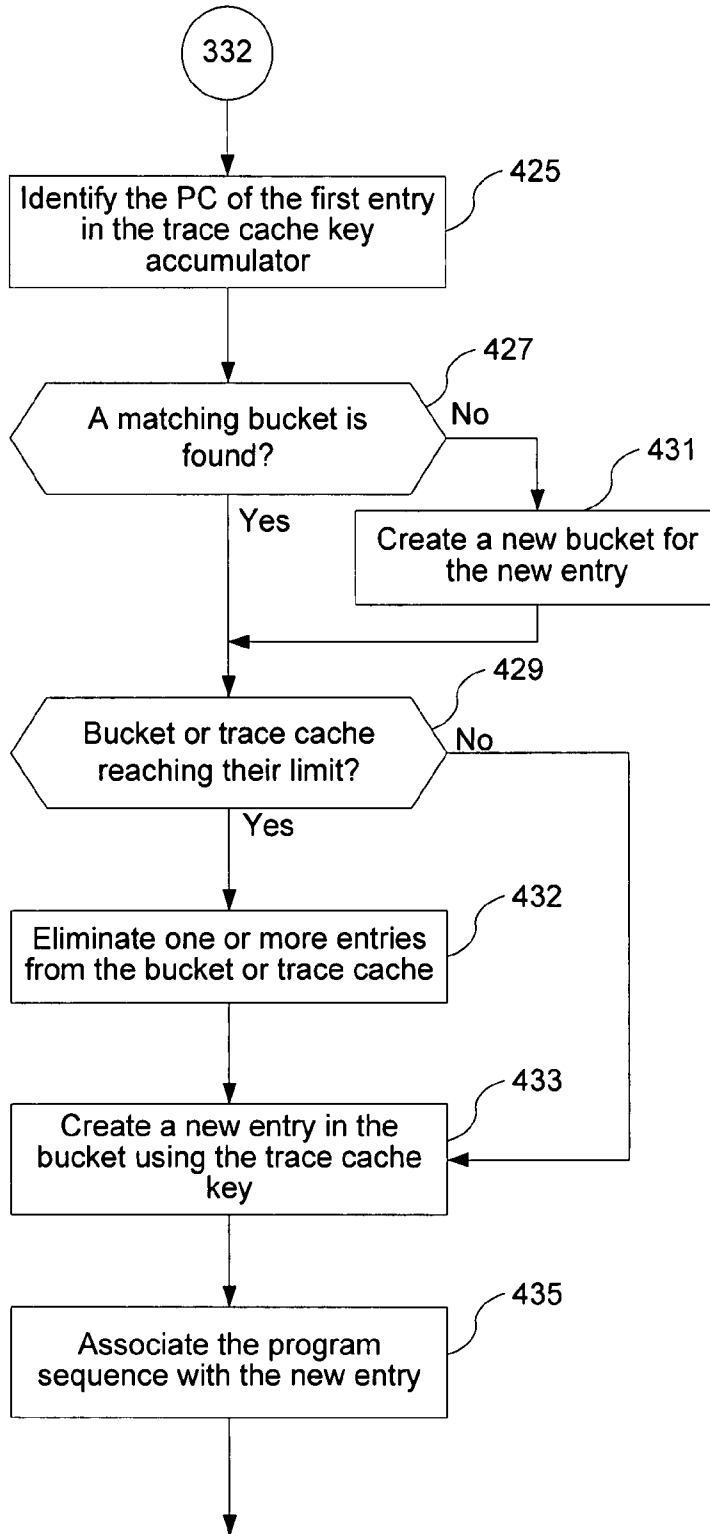 332
425
Identify the PC of the first entry
in the trace cache key
accumulator
427
A matching bucket is
found?
No
431
Yes
Create a new bucket for
the new entry
429
Bucket or trace cache
reaching their limit?
No
Yes
432
Eliminate one or more entries
from the bucket or trace cache
433
Create a new entry in the
bucket using the trace cache
key
435
Associate the program
sequence with the new entry